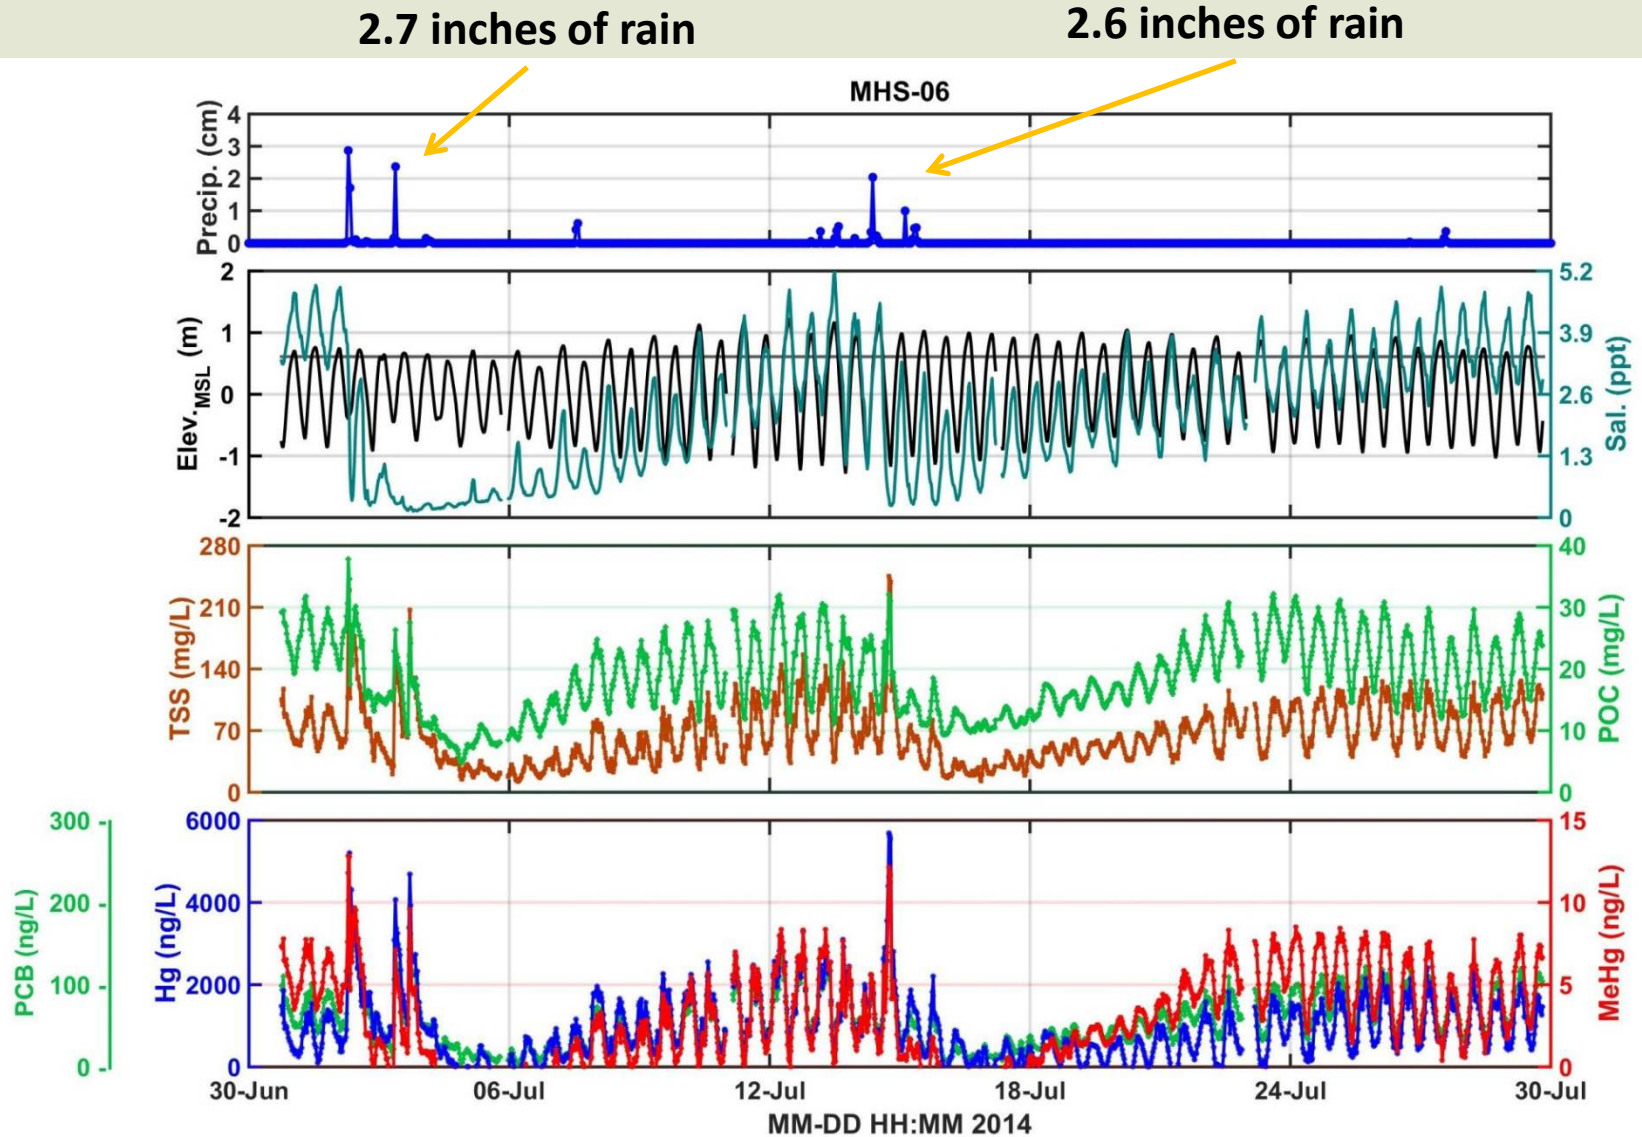 2.7 inches of rain
2.6 inches of rain
MHS-06
Precip. (cm)
4
3
2
1
0
Elev.MSL (m)
2
1
0
-1
-2
Sal. (ppt)
5.2
3.9
2.6
1.3
0
TSS (mg/L)
280
210
140
70
0
POC (mg/L)
40
30
20
10
0
PCB (ng/L)
300 -
200 -
100 -
0 -
Hg (ng/L)
6000
4000
2000
0
MeHg (ng/L)
15
10
5
0
30-Jun 06-Jul 12-Jul 18-Jul 24-Jul 30-Jul
MM-DD HH:MM 2014